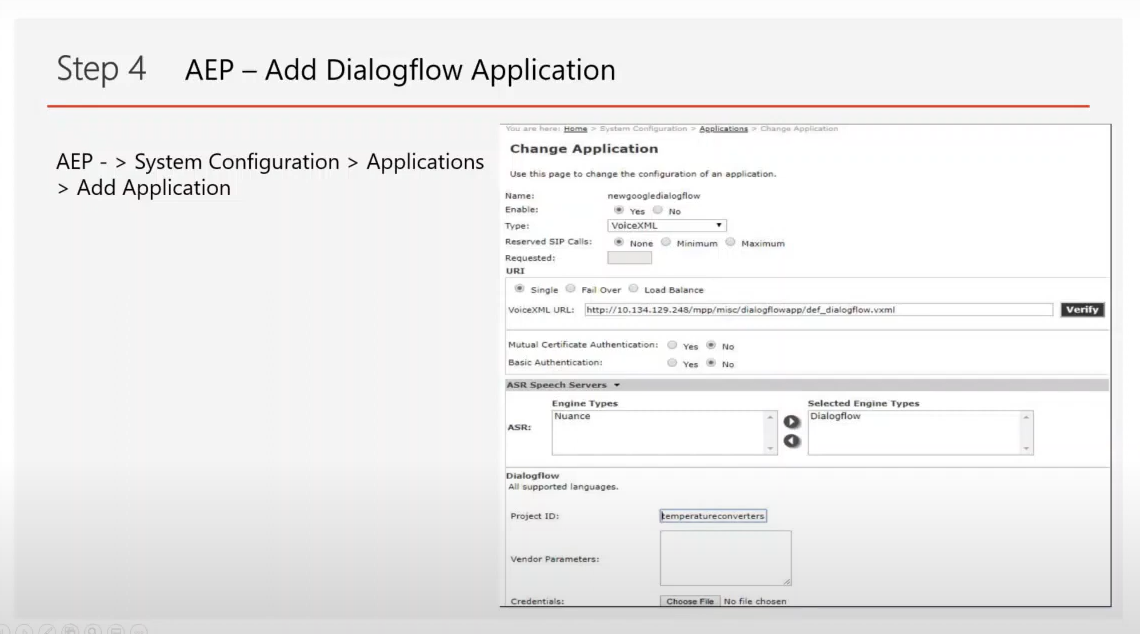 Step 4 AEP – Add Dialogflow Application
AEP - > System Configuration > Applications
> Add Application
You are here: Home > System Configuration > Applications > Change Application
Change Application
Use this page to change the configuration of an application.
Name: newgoogledialogflow
Enable: Yes No
Type: VoiceXML
Reserved SIP Calls: None Minimum Maximum
Requested:
URI
Single Fail Over Load Balance
VoiceXML URL: http://10.134.129.248/mpp/misc/dialogflowapp/def_dialogflow.vxml Verify
Mutual Certificate Authentication: Yes No
Basic Authentication: Yes No
ASR Speech Servers
Engine Types Selected Engine Types
Nuance Dialogflow
ASR:
Dialogflow
All supported languages.
Project ID: temperatureconverters
Vendor Parameters:
Credentials: Choose File No file chosen